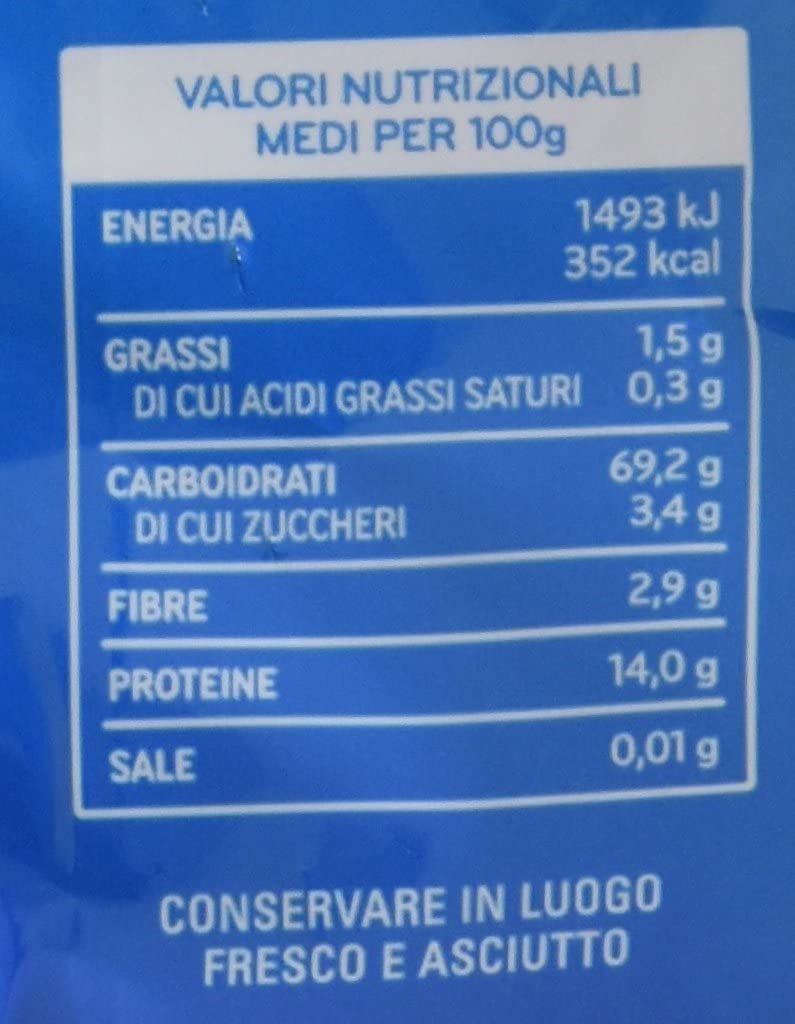 VALORI NUTRIZIONALI
MEDI PER 100g
ENERGIA 1493 kJ
352 kcal
GRASSI 1,5 g
DI CUI ACIDI GRASSI SATURI 0,3 g
CARBOIDRATI 69,2 g
DI CUI ZUCCHERI 3,4 g
FIBRE 2,9 g
PROTEINE 14,0 g
SALE 0,01 g
CONSERVARE IN LUOGO
FRESCO E ASCIUTTO